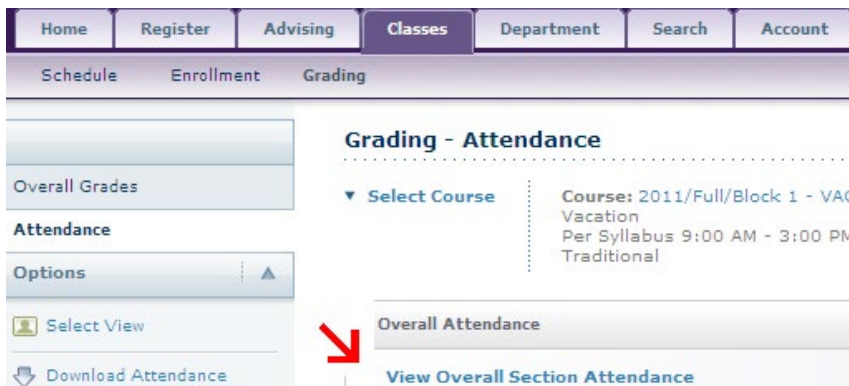 Home Register Advising Classes Department Search Account
Schedule Enrollment Grading
Grading - Attendance
Overall Grades
Attendance
Options
Select View
Download Attendance
Select Course
Course: 2011/Full/Block 1 - VAC
Vacation
Per Syllabus 9:00 AM - 3:00 PM
Traditional
Overall Attendance
View Overall Section Attendance